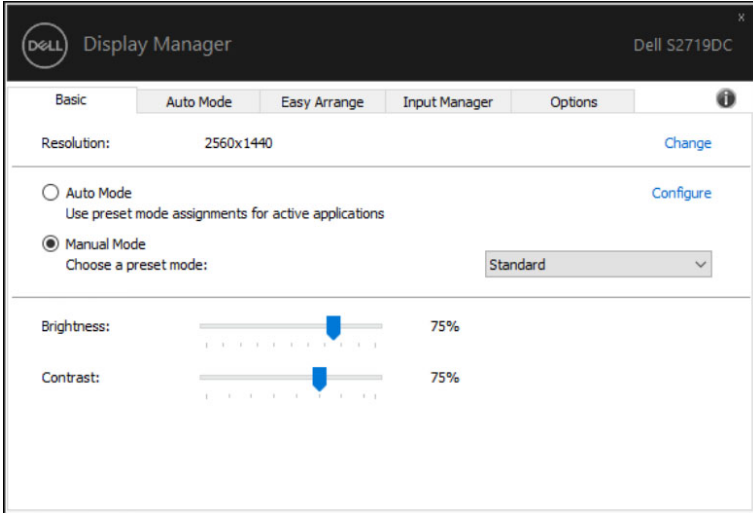 x
DELL Display Manager Dell S2719DC
Basic Auto Mode Easy Arrange Input Manager Options i
Resolution: 2560x1440 Change
Auto Mode Configure
Use preset mode assignments for active applications
Manual Mode
Choose a preset mode: Standard
Brightness: 75%
Contrast: 75%